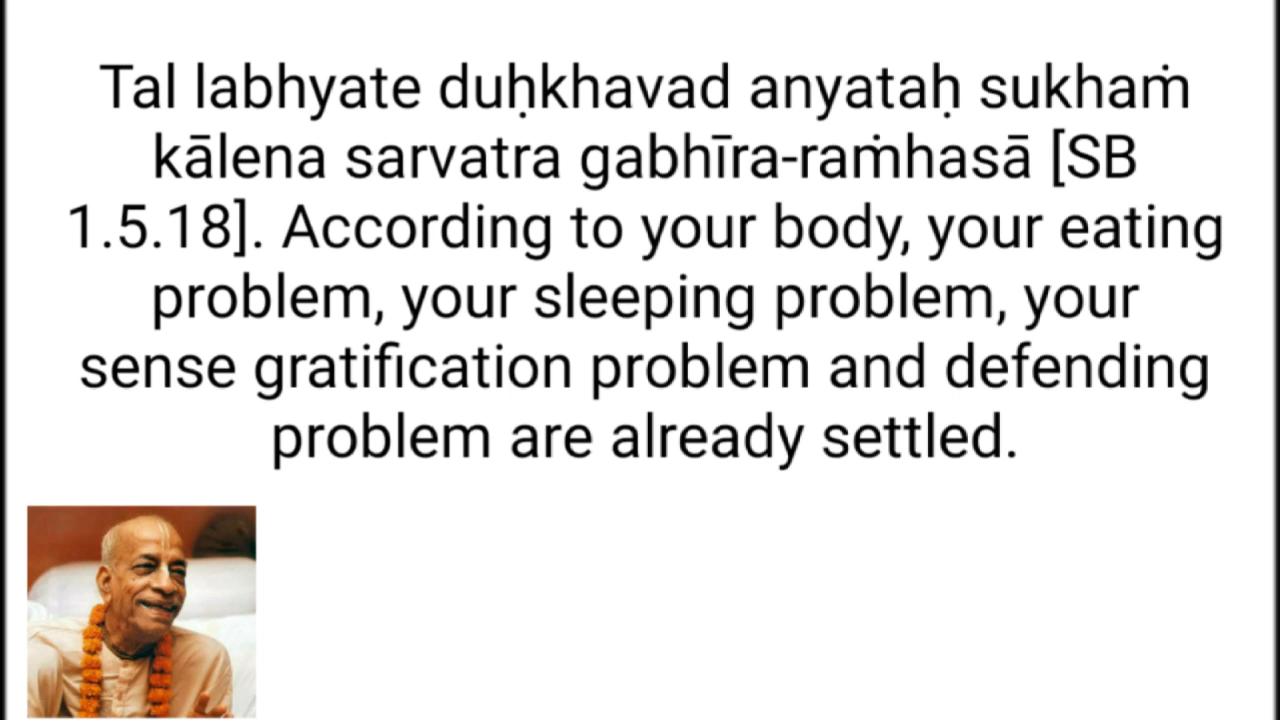 Tal labhyate duḥkhavad anyataḥ sukhaṁ
kālena sarvatra gabhīra-raṁhasā [SB
1.5.18]. According to your body, your eating
problem, your sleeping problem, your
sense gratification problem and defending
problem are already settled.